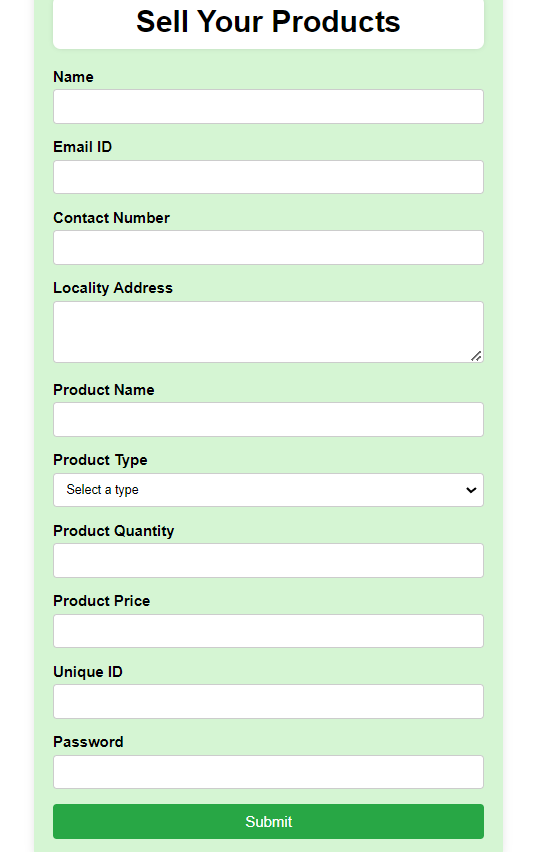 Sell Your Products
Name
Email ID
Contact Number
Locality Address
Product Name
Product Type
Select a type
Product Quantity
Product Price
Unique ID
Password
Submit